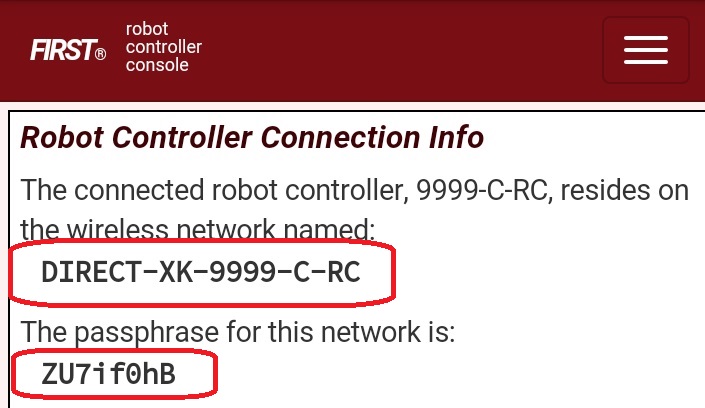 FIRST®
robot
controller
console
Robot Controller Connection Info
The connected robot controller, 9999-C-RC, resides on
the wireless network named:
DIRECT-XK-9999-C-RC
The passphrase for this network is:
ZU7if0hB